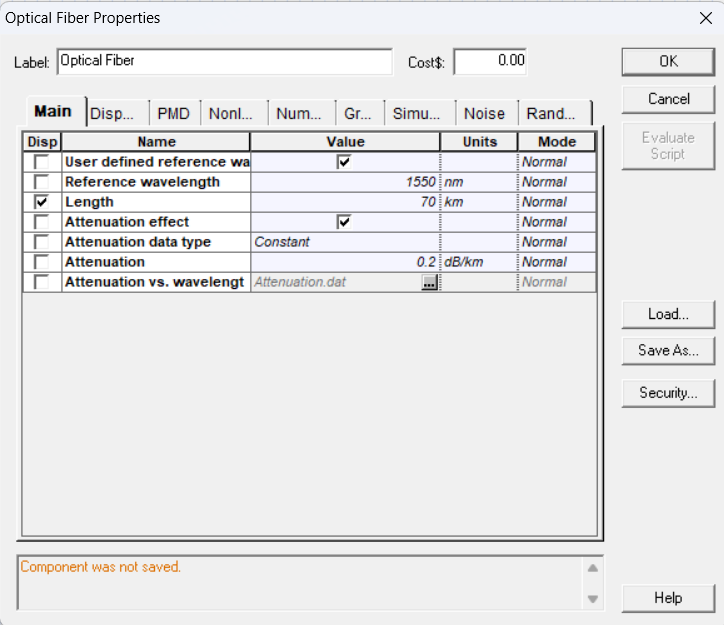 Optical Fiber Properties
Label: Optical Fiber Cost$: 0.00 OK
Cancel
Evaluate Script
Main Disp... PMD Nonl... Num... Gr... Simu... Noise Rand...
Disp Name Value Units Mode
User defined reference wa Normal
Reference wavelength 1550 nm Normal
Length 70 km Normal
Attenuation effect Normal
Attenuation data type Constant Normal
Attenuation 0.2 dB/km Normal
Attenuation vs. wavelengt Attenuation.dat ... Normal
Load...
Save As...
Security...
Component was not saved.
Help